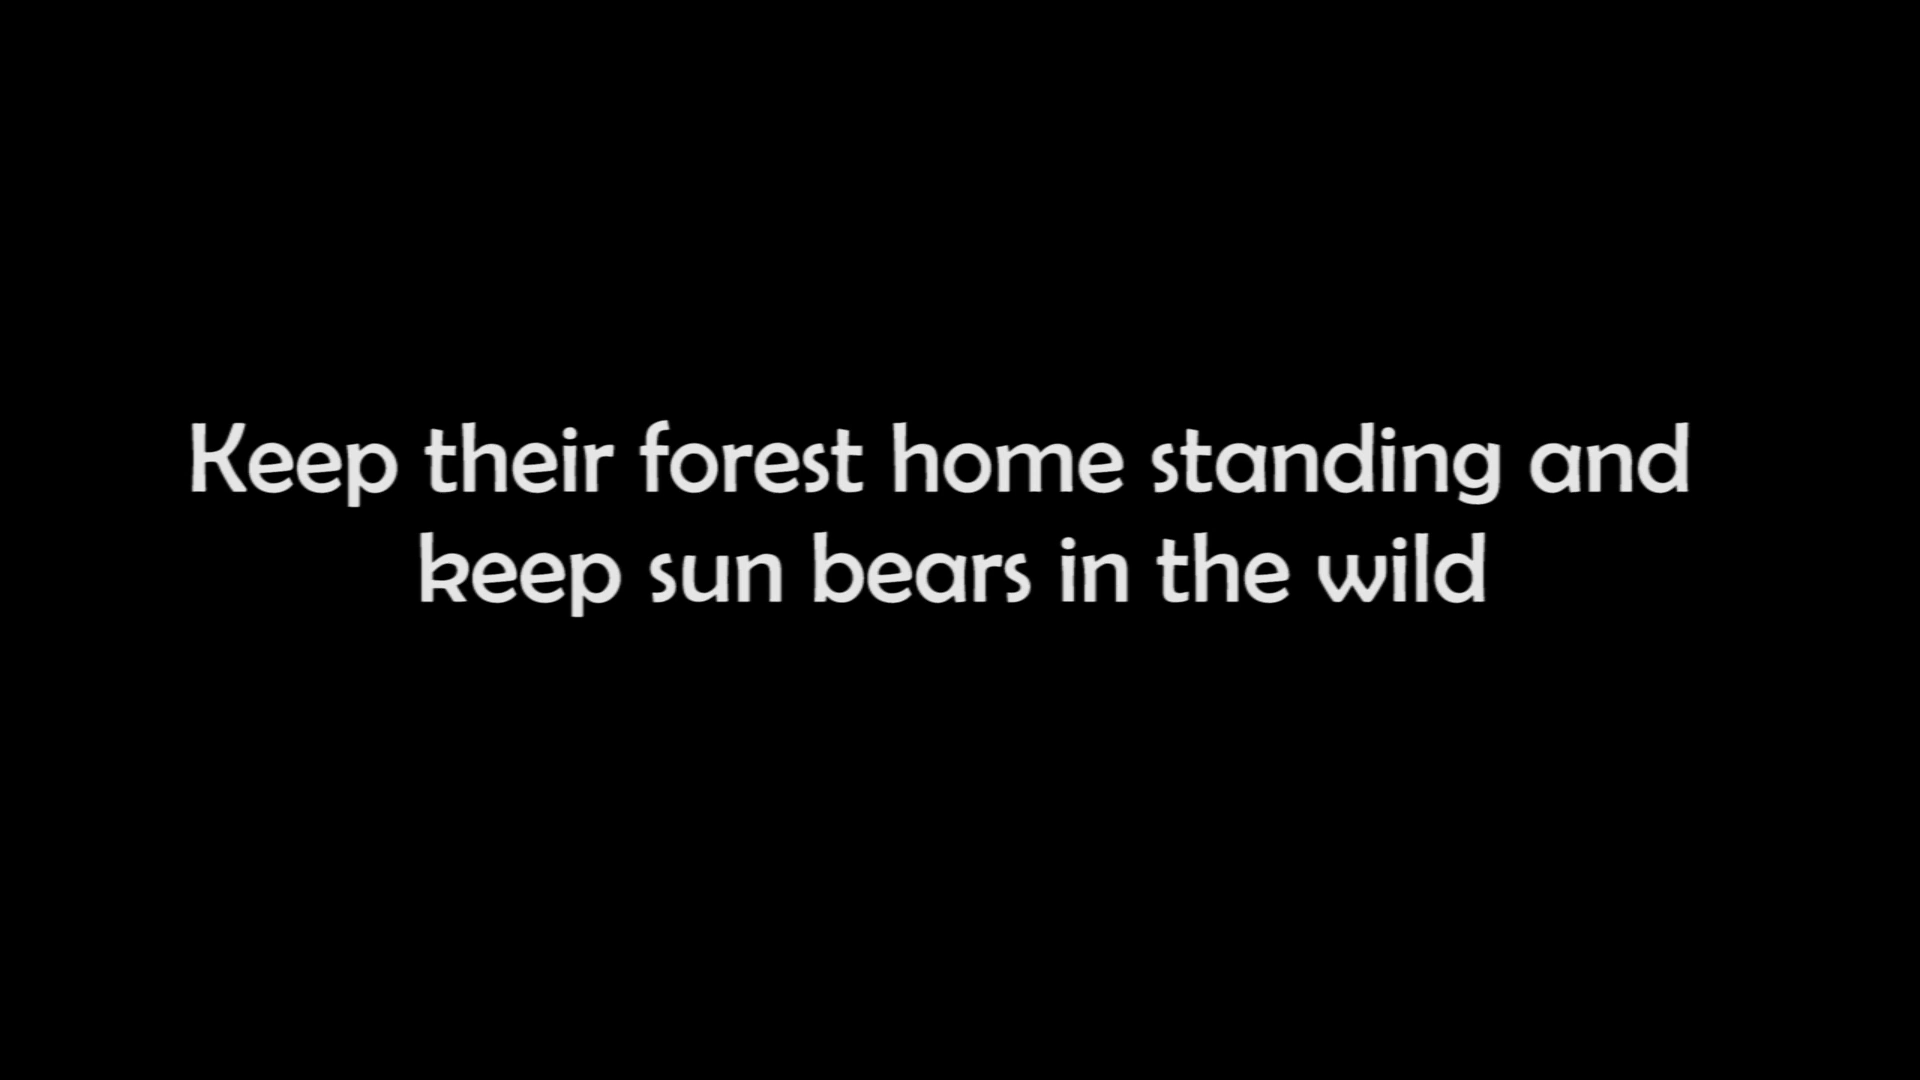 Keep their forest home standing and
keep sun bears in the wild